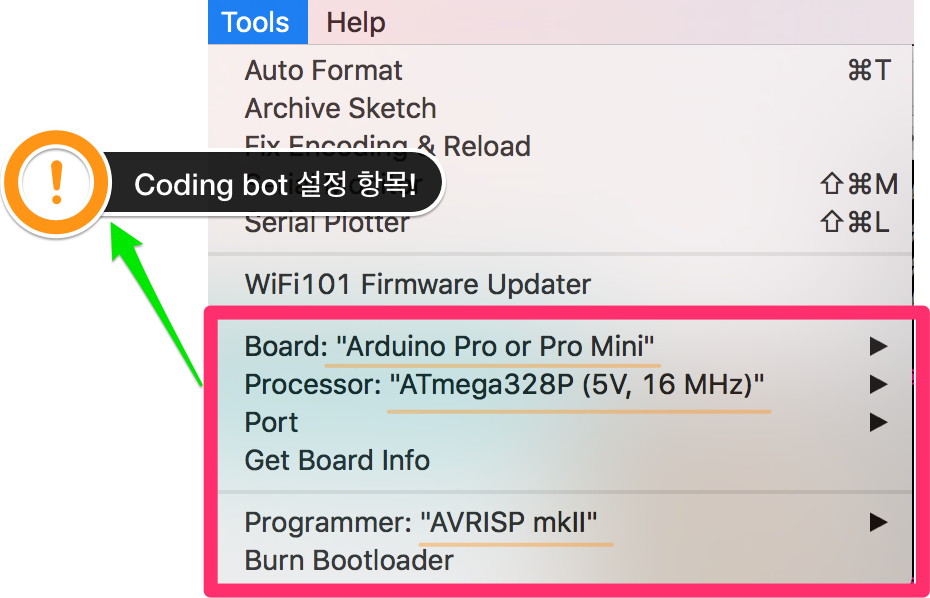 Tools Help
Auto Format ⌘T
Archive Sketch
Fix Encoding & Reload
Coding bot 설정 항목!
⇧⌘M
Serial Plotter ⇧⌘L
WiFi101 Firmware Updater
Board: "Arduino Pro or Pro Mini"
Processor: "ATmega328P (5V, 16 MHz)"
Port
Get Board Info
Programmer: "AVRISP mkII"
Burn Bootloader